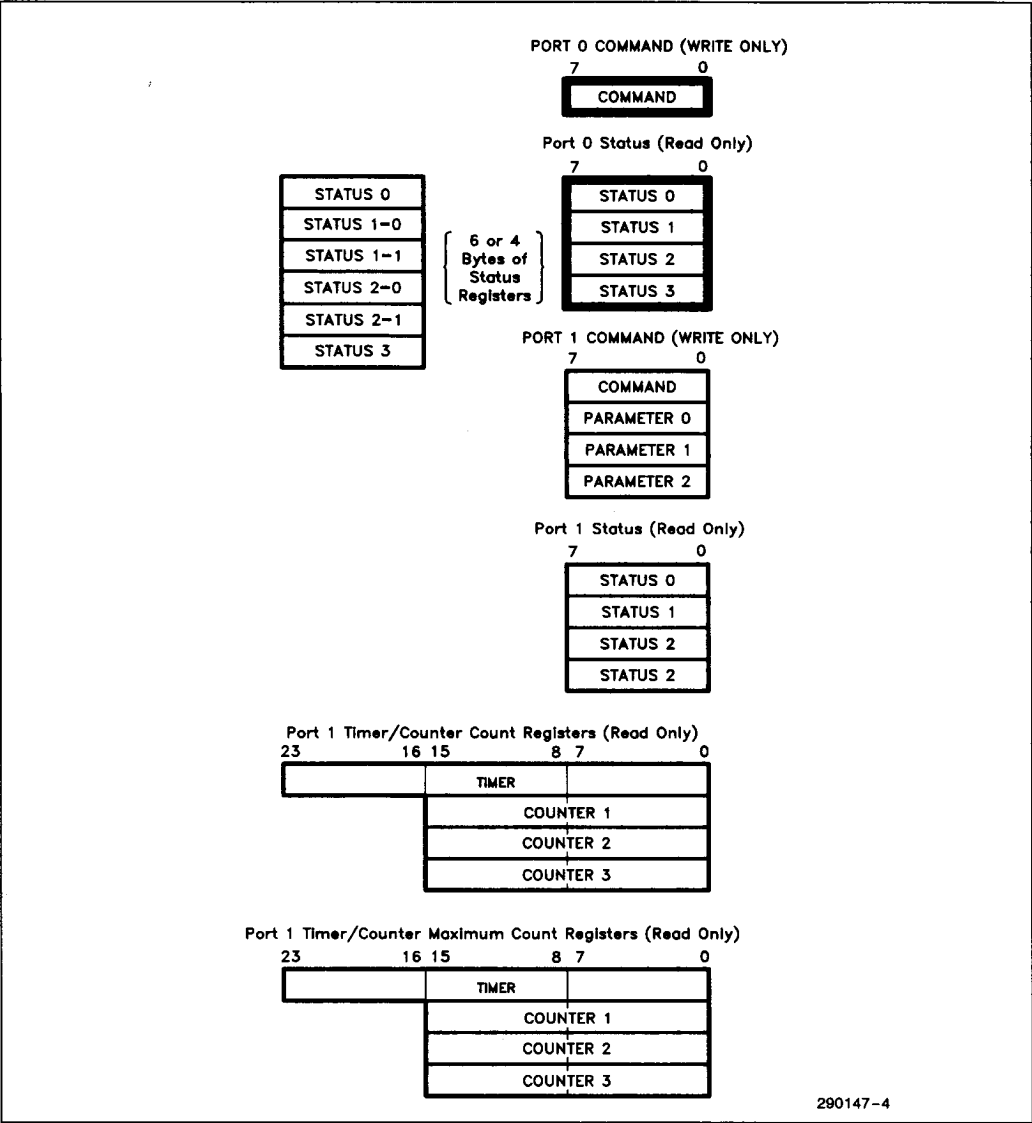 PORT 0 COMMAND (WRITE ONLY)
7 0
COMMAND
Port 0 Status (Read Only)
7 0
STATUS 0
STATUS 1-0
STATUS 1-1
STATUS 2-0
STATUS 2-1
STATUS 3
6 or 4
Bytes of
Status
Registers
STATUS 0
STATUS 1
STATUS 2
STATUS 3
PORT 1 COMMAND (WRITE ONLY)
7 0
COMMAND
PARAMETER 0
PARAMETER 1
PARAMETER 2
Port 1 Status (Read Only)
7 0
STATUS 0
STATUS 1
STATUS 2
STATUS 2
Port 1 Timer/Counter Count Registers (Read Only)
23 16 15 8 7 0
TIMER
COUNTER 1
COUNTER 2
COUNTER 3
Port 1 Timer/Counter Maximum Count Registers (Read Only)
23 16 15 8 7 0
TIMER
COUNTER 1
COUNTER 2
COUNTER 3
290147-4